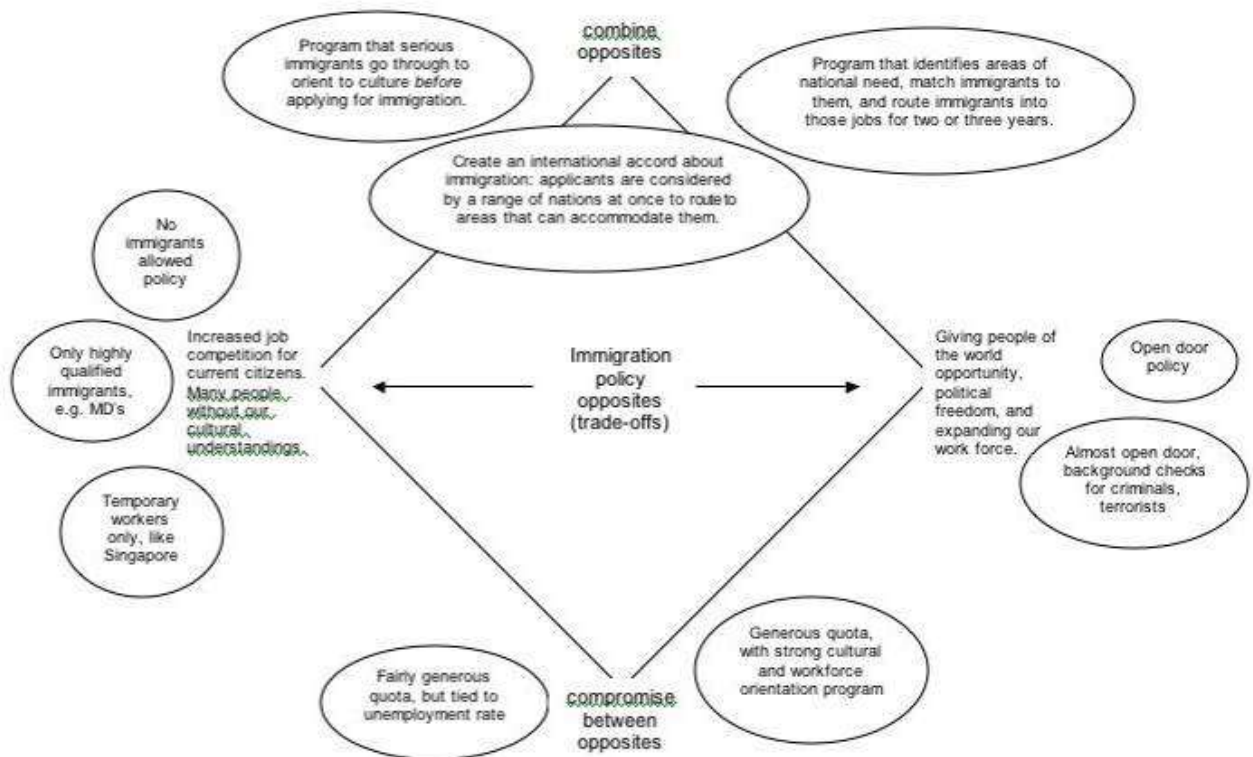 combine
opposites
Program that serious
immigrants go through to
orient to culture before
applying for immigration.
Program that identifies areas of
national need, match immigrants to
them, and route immigrants into
those jobs for two or three years.
Create an international accord about
immigration: applicants are considered
by a range of nations at once to route to
areas that can accommodate them.
No
immigrants
allowed
policy
Only highly
qualified
immigrants,
e.g. MD's
Temporary
workers
only, like
Singapore
Increased job
competition for
current citizens.
Many people
without our
cultural
understandings.
Immigration
policy
opposites
(trade-offs)
Giving people of
the world
opportunity,
political
freedom, and
expanding our
work force.
Open door
policy
Almost open door,
background checks
for criminals,
terrorists
Fairly generous
quota, but tied to
unemployment rate
compromise
between
opposites
Generous quota,
with strong cultural
and workforce
orientation program